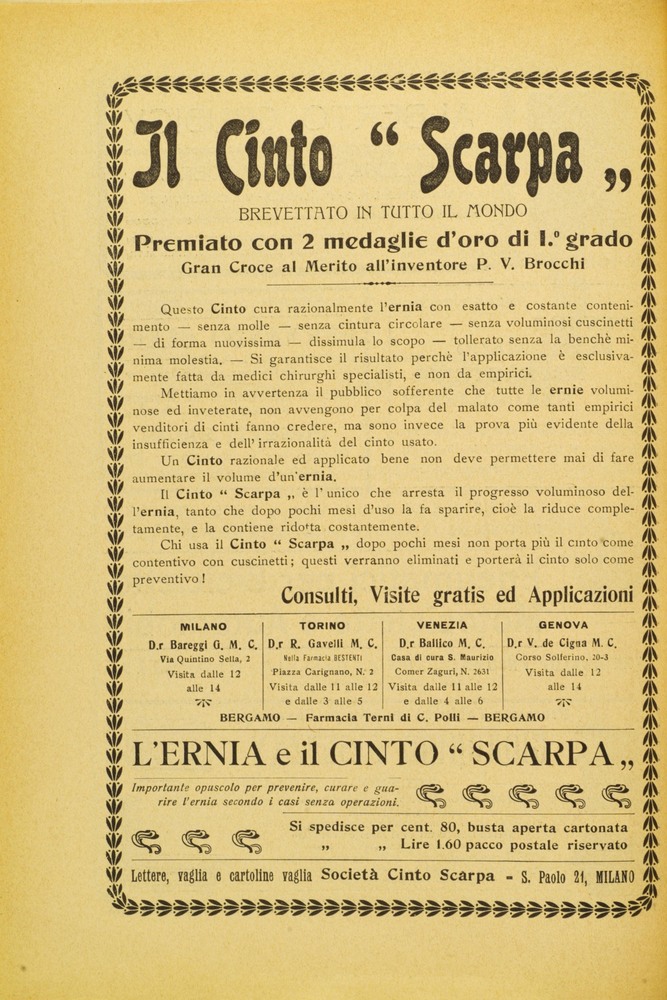 Il Cinto “ Scarpa „
BREVETTATO IN TUTTO IL MONDO
Premiato con 2 medaglie d'oro di I.º grado
Gran Croce al Merito all'inventore P. V. Brocchi
Questo Cinto cura razionalmente l'ernia con esatto e costante conteni-
mento — senza molle — senza cintura circolare — senza voluminosi cuscinetti
— di forma nuovissima — dissimula lo scopo — tollerato senza la benchè mi-
nima molestia. — Si garantisce il risultato perchè l'applicazione è esclusiva-
mente fatta da medici chirurghi specialisti, e non da empirici.
Mettiamo in avvertenza il pubblico sofferente che tutte le ernie volumi-
nose ed inveterate, non avvengono per colpa del malato come tanti empirici
venditori di cinti fanno credere, ma sono invece la prova più evidente della
insufficienza e dell' irrazionalità del cinto usato.
Un Cinto razionale ed applicato bene non deve permettere mai di fare
aumentare il volume d'un'ernia.
Il Cinto “ Scarpa „ è l' unico che arresta il progresso voluminoso del-
l'ernia, tanto che dopo pochi mesi d'uso la fa sparire, cioè la riduce comple-
tamente, e la contiene ridotta costantemente.
Chi usa il Cinto “ Scarpa „ dopo pochi mesi non porta più il cinto come
contentivo con cuscinetti ; questi verranno eliminati e porterà il cinto solo come
preventivo !
Consulti, Visite gratis ed Applicazioni
MILANO
D.r Bareggi G. M. C.
Via Quintino Sella, 2
Visita dalle 12
alle 14
TORINO
D.r R. Gavelli M. C.
Nella Farmacia BESTENTI
Piazza Carignano, N. 2
Visita dalle 11 alle 12
e dalle 3 alle 5
VENEZIA
D.r Ballico M. C.
Casa di cura S. Maurizio
Comer Zaguri, N. 2631
Visita dalle 11 alle 12
e dalle 4 alle 6
GENOVA
D.r V. de Cigna M. C.
Corso Solferino, 20-3
Visita dalle 12
alle 14
BERGAMO — Farmacia Terni di C. Polli — BERGAMO
L'ERNIA e il CINTO “ SCARPA „
Importante opuscolo per prevenire, curare e gua-
rire l'ernia secondo i casi senza operazioni.
Si spedisce per cent. 80, busta aperta cartonata
„ „ Lire 1.60 pacco postale riservato
Lettere, vaglia e cartoline vaglia Società Cinto Scarpa - S. Paolo 21, MILANO